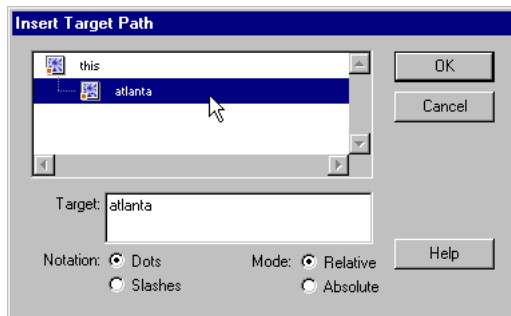 Insert Target Path
this
OK
atlanta
Cancel
Target: atlanta
Notation: Dots Mode: Relative Help
Slashes Absolute